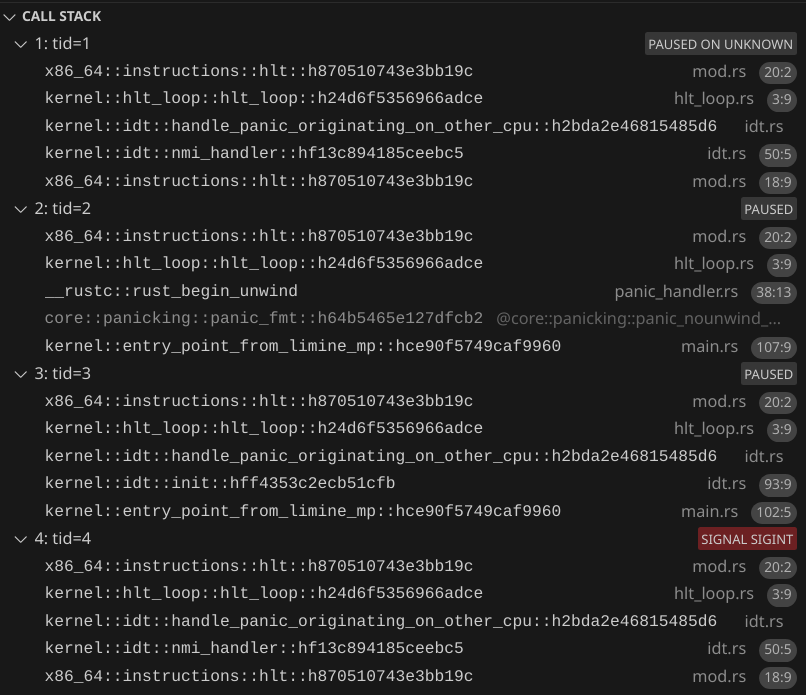 CALL STACK
1: tid=1 PAUSED ON UNKNOWN
x86_64::instructions::hlt::h870510743e3bb19c mod.rs 20:2
kernel::hlt_loop::hlt_loop::h24d6f5356966adce hlt_loop.rs 3:9
kernel::idt::handle_panic_originating_on_other_cpu::h2bda2e46815485d6 idt.rs
kernel::idt::nmi_handler::hf13c894185ceebc5 idt.rs 50:5
x86_64::instructions::hlt::h870510743e3bb19c mod.rs 18:9
2: tid=2 PAUSED
x86_64::instructions::hlt::h870510743e3bb19c mod.rs 20:2
kernel::hlt_loop::hlt_loop::h24d6f5356966adce hlt_loop.rs 3:9
__rustc::rust_begin_unwind panic_handler.rs 38:13
core::panicking::panic_fmt::h64b5465e127dfcb2 @core::panicking::panic_nounwind_...
kernel::entry_point_from_limine_mp::hce90f5749caf9960 main.rs 107:9
3: tid=3 PAUSED
x86_64::instructions::hlt::h870510743e3bb19c mod.rs 20:2
kernel::hlt_loop::hlt_loop::h24d6f5356966adce hlt_loop.rs 3:9
kernel::idt::handle_panic_originating_on_other_cpu::h2bda2e46815485d6 idt.rs
kernel::idt::init::hff4353c2ecb51cfb idt.rs 93:9
kernel::entry_point_from_limine_mp::hce90f5749caf9960 main.rs 102:5
4: tid=4 SIGNAL SIGINT
x86_64::instructions::hlt::h870510743e3bb19c mod.rs 20:2
kernel::hlt_loop::hlt_loop::h24d6f5356966adce hlt_loop.rs 3:9
kernel::idt::handle_panic_originating_on_other_cpu::h2bda2e46815485d6 idt.rs
kernel::idt::nmi_handler::hf13c894185ceebc5 idt.rs 50:5
x86_64::instructions::hlt::h870510743e3bb19c mod.rs 18:9